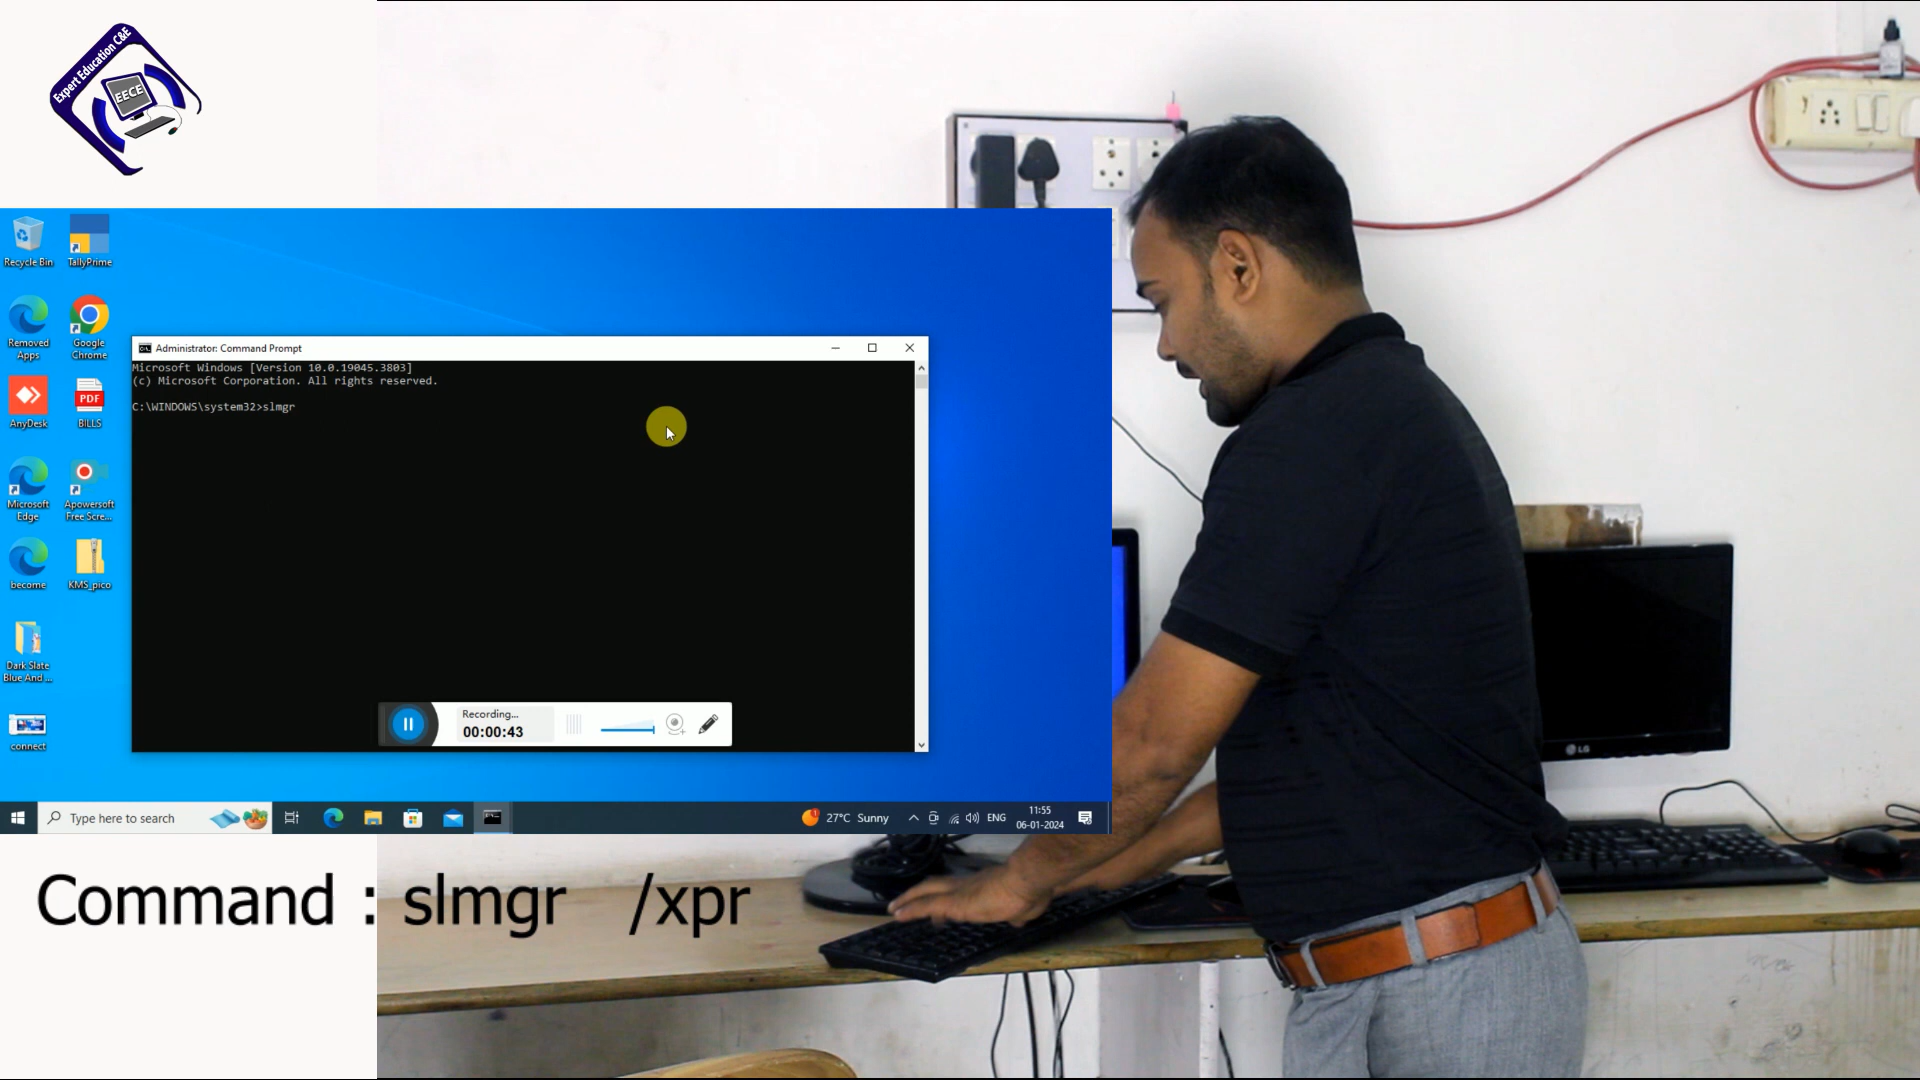 Expert Education C&E
EECE
Recycle Bin
TallyPrime
Removed Apps
Google Chrome
AnyDesk
PDF
BILLS
Microsoft Edge
Apowersoft Free Scre...
become
KMS_pico
Dark Slate Blue And ...
connect
Administrator: Command Prompt
Microsoft Windows [Version 10.0.19045.3803]
(c) Microsoft Corporation. All rights reserved.
C:\WINDOWS\system32>slmgr
Recording...
00:00:43
Type here to search
27°C Sunny
ENG
11:55
06-01-2024
LG
Command : slmgr /xpr